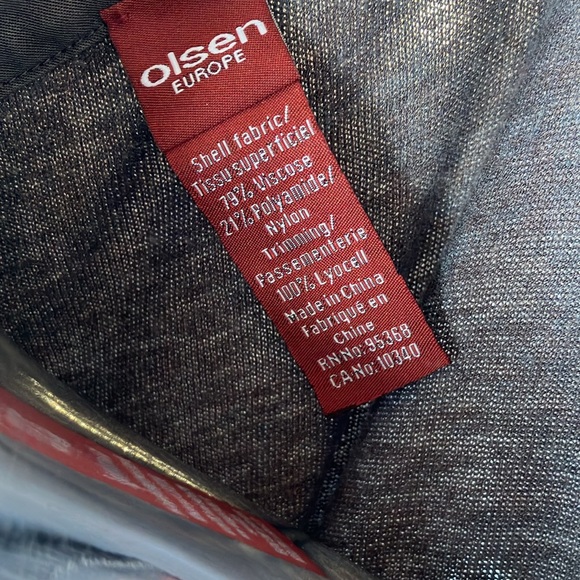 olsen
EUROPE
Shell fabric/
Tissu superficiel
79% Viscose
21% Polyamide/
Nylon
Trimming/
Passementerie
100% Lyocell
Made in China
Fabriqué en
Chine
RN No: 95368
CA No: 10340